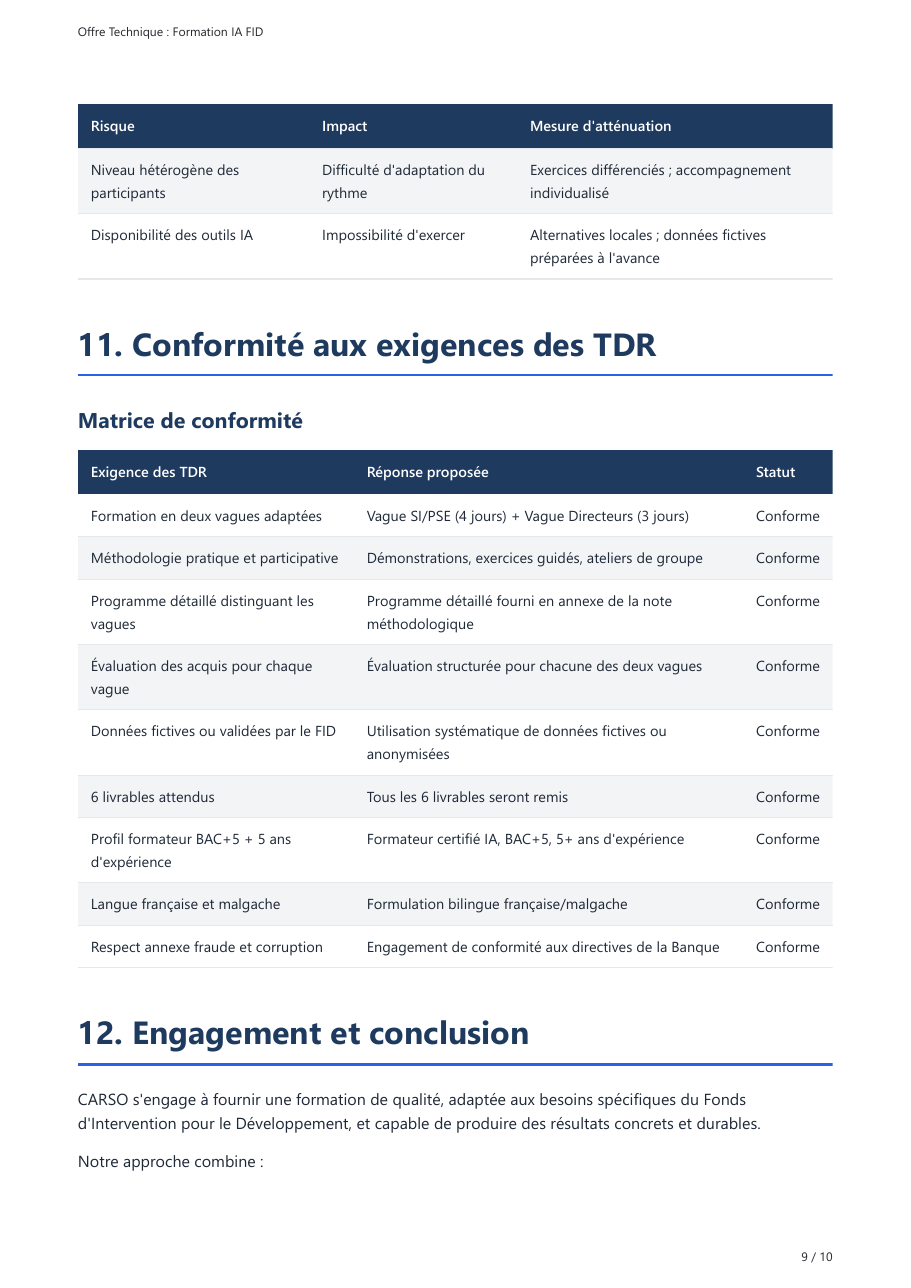 Offre Technique : Formation IA FID
Risque Impact Mesure d'atténuation
Niveau hétérogène des Difficulté d'adaptation du Exercices différenciés ; accompagnement
participants rythme individualisé
Disponibilité des outils IA Impossibilité d'exercer Alternatives locales ; données fictives
préparées à l'avance
11. Conformité aux exigences des TDR
Matrice de conformité
Exigence des TDR Réponse proposée Statut
Formation en deux vagues adaptées Vague SI/PSE (4 jours) + Vague Directeurs (3 jours) Conforme
Méthodologie pratique et participative Démonstrations, exercices guidés, ateliers de groupe Conforme
Programme détaillé distinguant les Programme détaillé fourni en annexe de la note Conforme
vagues méthodologique
Évaluation des acquis pour chaque Évaluation structurée pour chacune des deux vagues Conforme
vague
Données fictives ou validées par le FID Utilisation systématique de données fictives ou Conforme
anonymisées
6 livrables attendus Tous les 6 livrables seront remis Conforme
Profil formateur BAC+5 + 5 ans Formateur certifié IA, BAC+5, 5+ ans d'expérience Conforme
d'expérience
Langue française et malgache Formulation bilingue française/malgache Conforme
Respect annexe fraude et corruption Engagement de conformité aux directives de la Banque Conforme
12. Engagement et conclusion
CARSO s'engage à fournir une formation de qualité, adaptée aux besoins spécifiques du Fonds
d'Intervention pour le Développement, et capable de produire des résultats concrets et durables.
Notre approche combine :
9 / 10